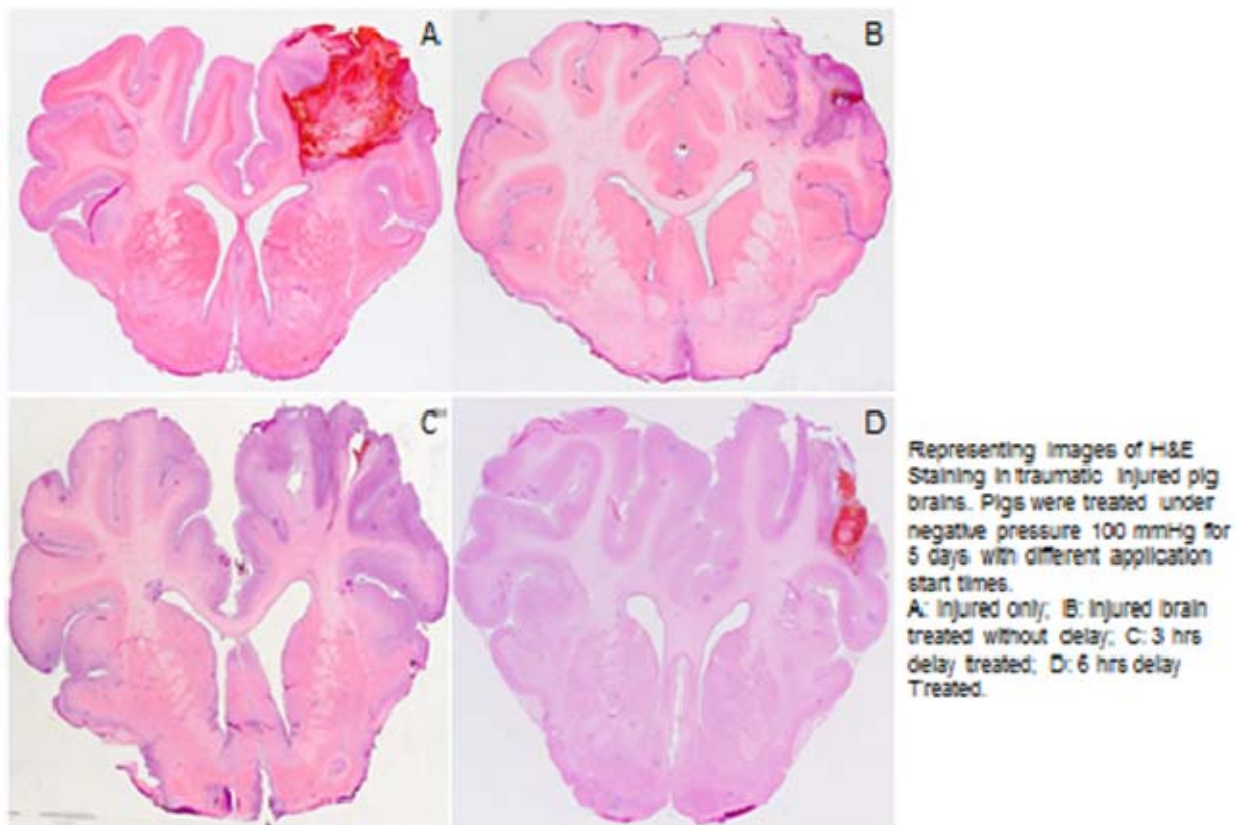 A
B
C
D
Representing images of H&E
Staining in traumatic injured pig
brains. Pigs were treated under
negative pressure 100 mmHg for
5 days with different application
start times.
A: Injured only; B: Injured brain
treated without delay; C: 3 hrs
delay treated; D: 6 hrs delay
Treated.